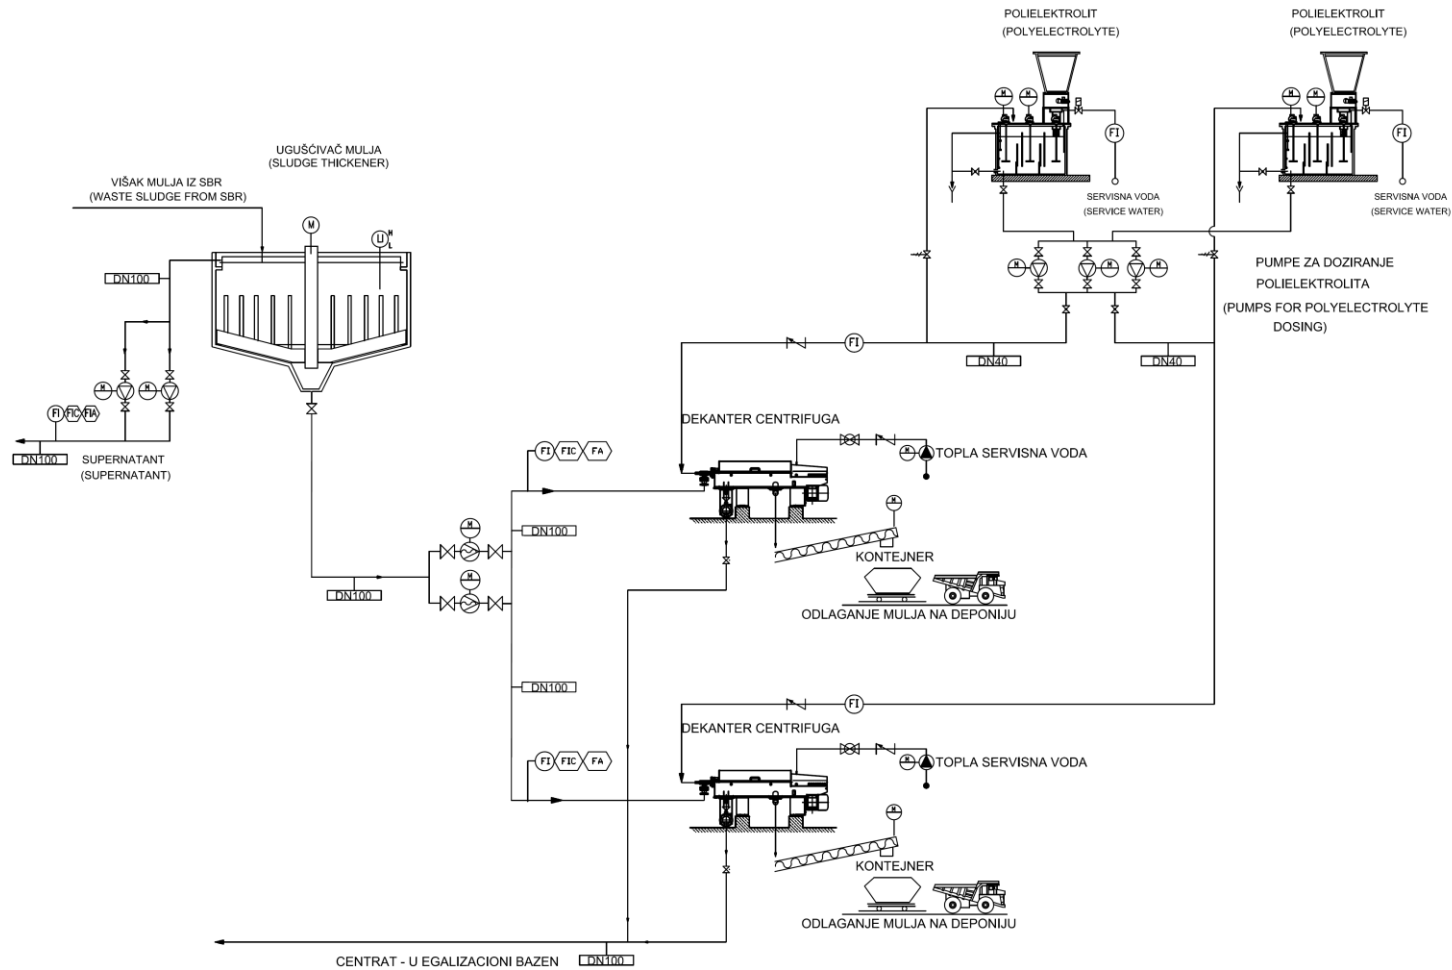 POLIELEKTROLIT
(POLYELECTROLYTE)
POLIELEKTROLIT
(POLYELECTROLYTE)
M
M
M
M
FI
FI
SERVISNA VODA
(SERVICE WATER)
SERVISNA VODA
(SERVICE WATER)
UGUŠĆIVAČ MULJA
(SLUDGE THICKENER)
VIŠAK MULJA IZ SBR
(WASTE SLUDGE FROM SBR)
M
LI
H
L
DN100
M
M
FI FIC FIA
DN100
SUPERNATANT
(SUPERNATANT)
M
M
M
PUMPE ZA DOZIRANJE
POLIELEKTROLITA
(PUMPS FOR POLYELECTROLYTE
DOSING)
FI
DN40
DN40
DEKANTER CENTRIFUGA
FI FIC FA
M
TOPLA SERVISNA VODA
M
DN100
M
M
DN100
KONTEJNER
ODLAGANJE MULJA NA DEPONIJU
DN100
FI
DEKANTER CENTRIFUGA
FI FIC FA
M
TOPLA SERVISNA VODA
M
KONTEJNER
ODLAGANJE MULJA NA DEPONIJU
CENTRAT - U EGALIZACIONI BAZEN
DN100